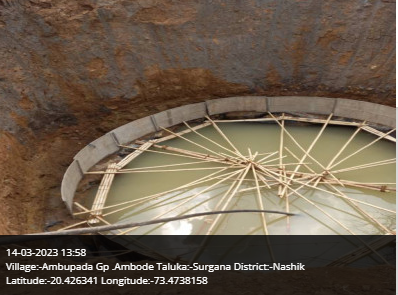 14-03-2023 13:58
Village:-Ambupada Gp .Ambode Taluka:-Surgana District:-Nashik
Latitude:-20.426341 Longitude:-73.4738158